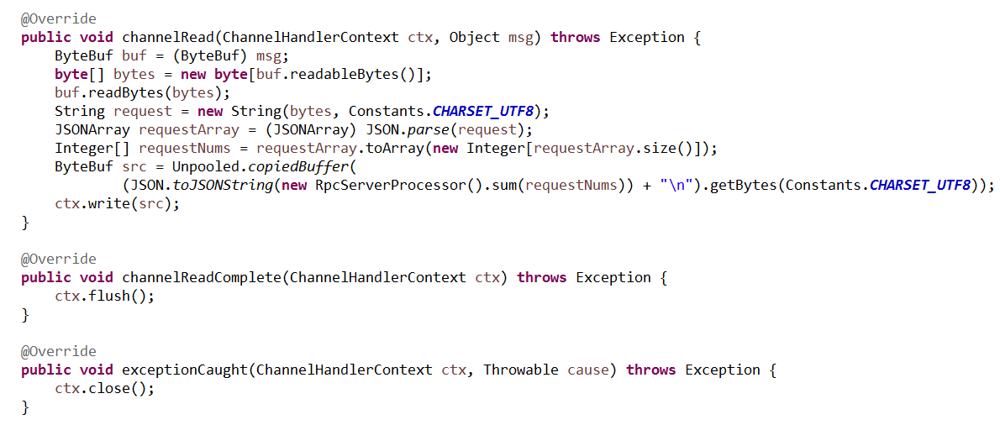 @Override
public void channelRead(ChannelHandlerContext ctx, Object msg) throws Exception {
    ByteBuf buf = (ByteBuf) msg;
    byte[] bytes = new byte[buf.readableBytes()];
    buf.readBytes(bytes);
    String request = new String(bytes, Constants.CHARSET_UTF8);
    JSONArray requestArray = (JSONArray) JSON.parse(request);
    Integer[] requestNums = requestArray.toArray(new Integer[requestArray.size()]);
    ByteBuf src = Unpooled.copiedBuffer(
            (JSON.toJSONString(new RpcServerProcessor().sum(requestNums)) + "\n").getBytes(Constants.CHARSET_UTF8));
    ctx.write(src);
}

@Override
public void channelReadComplete(ChannelHandlerContext ctx) throws Exception {
    ctx.flush();
}

@Override
public void exceptionCaught(ChannelHandlerContext ctx, Throwable cause) throws Exception {
    ctx.close();
}